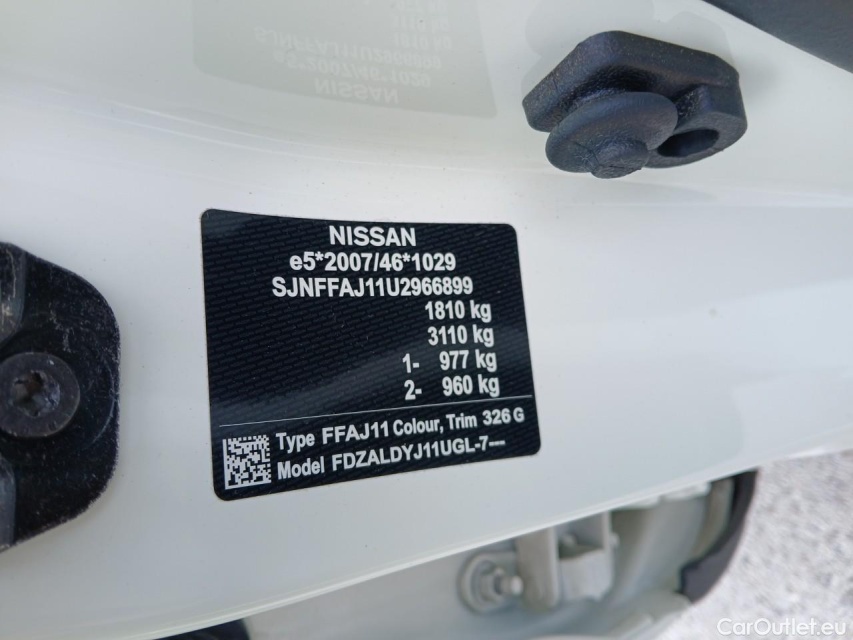 NISSAN
e5*2007/46*1029
SJNFFAJ11U2966899
1810 kg
3110 kg
1- 977 kg
2- 960 kg
Type FFAJ11 Colour, Trim 326 G
Model FDZALDYJ11UGL-7---
CarOutlet.eu